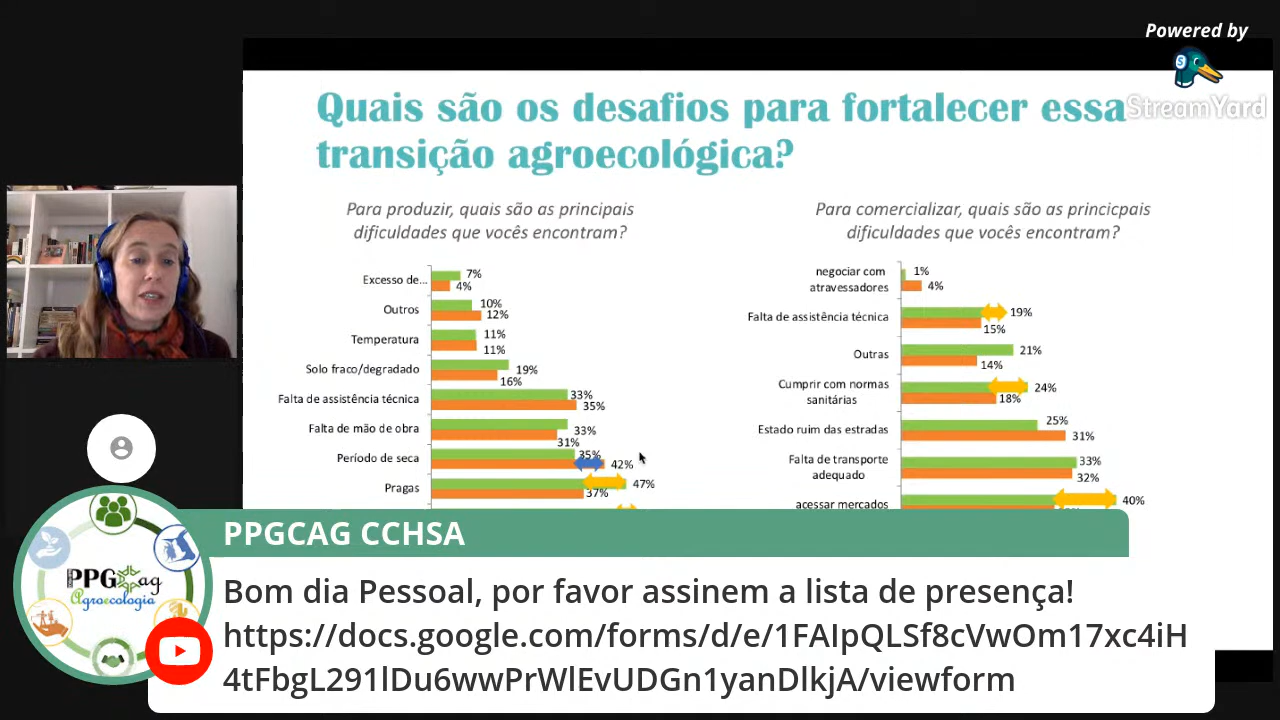 Powered by
StreamYard
Quais são os desafios para fortalecer essa
transição agroecológica?
Para produzir, quais são as principais
dificuldades que vocês encontram?
Excesso de...
7%
4%
Outros
10%
12%
Temperatura
11%
11%
Solo fraco/degradado
19%
16%
Falta de assistência técnica
33%
35%
Falta de mão de obra
33%
31%
Período de seca
35%
42%
Pragas
47%
37%
Para comercializar, quais são as princicpais
dificuldades que vocês encontram?
negociar com
atravessadores
1%
4%
Falta de assistência técnica
19%
15%
Outras
21%
14%
Cumprir com normas
sanitárias
24%
18%
Estado ruim das estradas
25%
31%
Falta de transporte
adequado
33%
32%
acessar mercados
40%
PPGCAG CCHSA
PPG ag
Agroecologia
Bom dia Pessoal, por favor assinem a lista de presença!
https://docs.google.com/forms/d/e/1FAIpQLSf8cVwOm17xc4iH
4tFbgL291lDu6wwPrWlEvUDGn1yanDlkjA/viewform